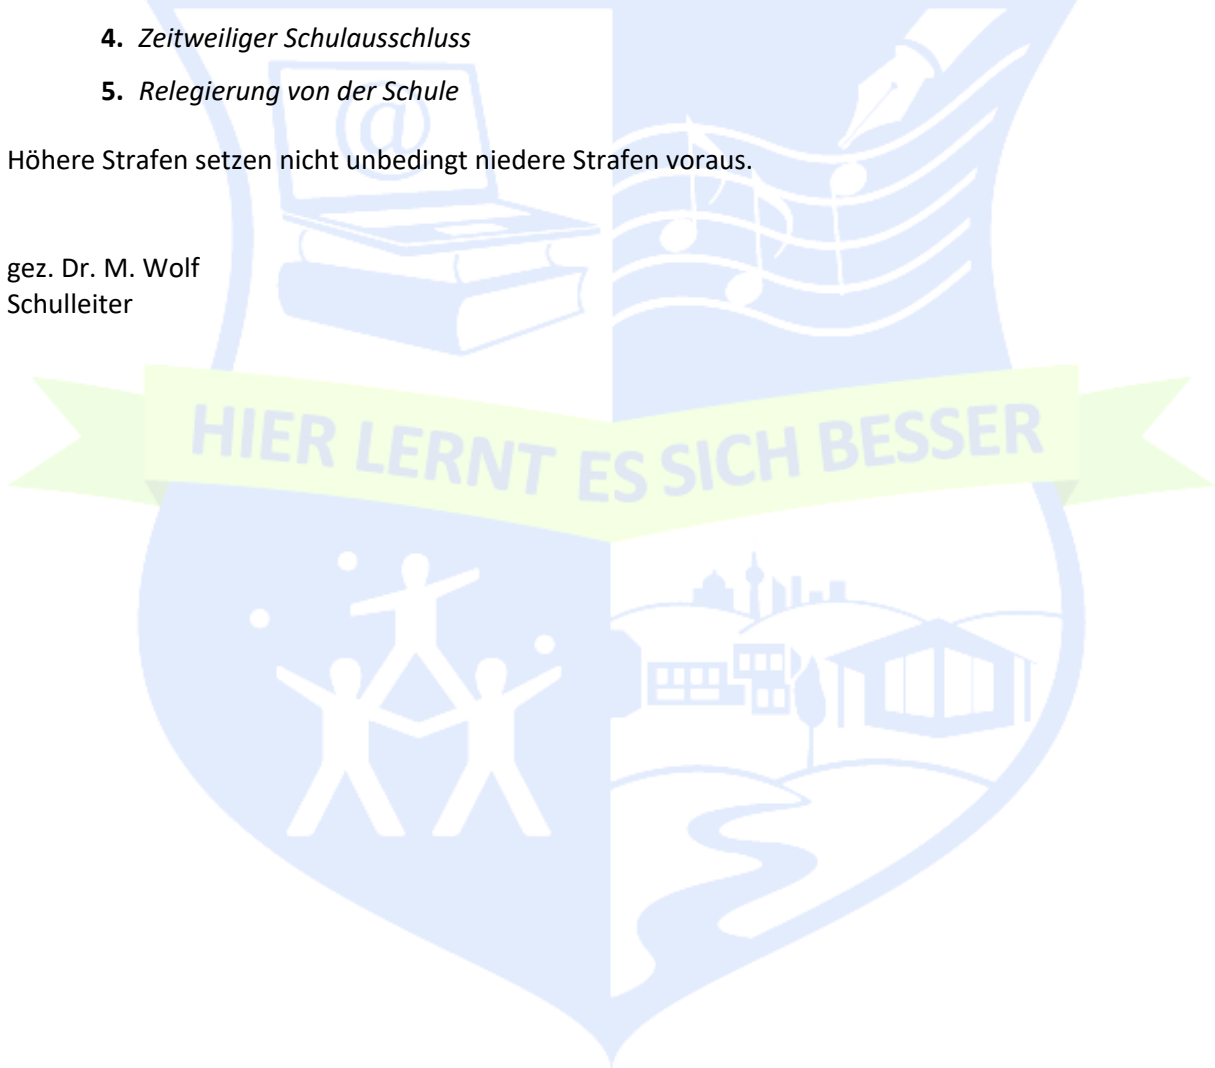 4. Zeitweiliger Schulausschluss
5. Relegierung von der Schule
Höhere Strafen setzen nicht unbedingt niedere Strafen voraus.
gez. Dr. M. Wolf
Schulleiter
@
HIER LERNT ES SICH BESSER